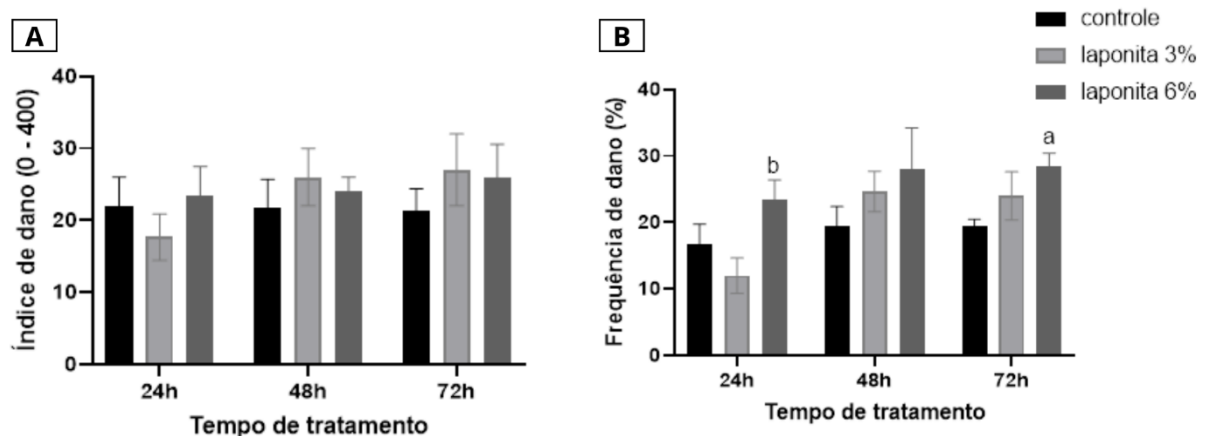 A
Índice de dano (0 - 400)
40
30
20
10
0
24h 48h 72h
Tempo de tratamento
B
controle
laponita 3%
laponita 6%
Frequência de dano (%)
40
30
20
10
0
b
a
24h 48h 72h
Tempo de tratamento